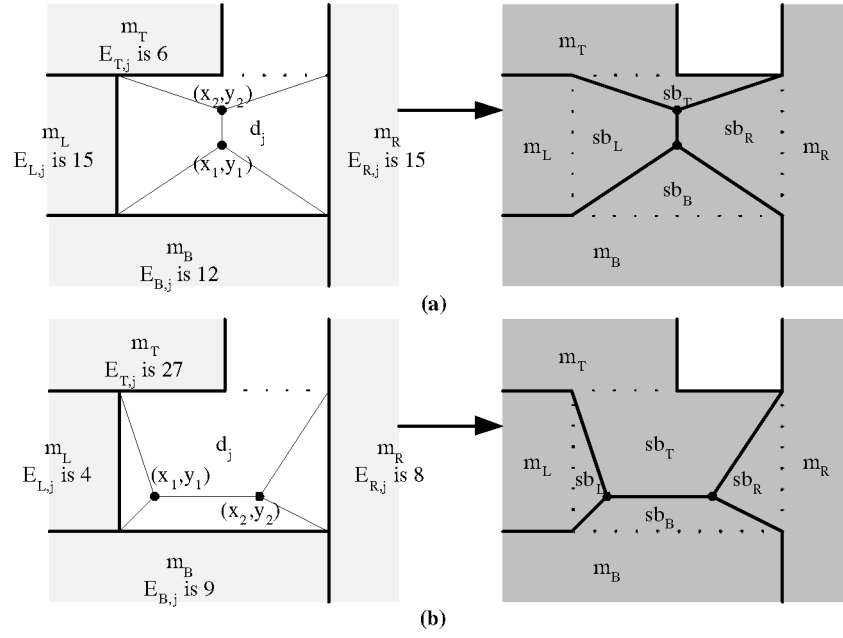 m_T
E_T,j is 6
(x_2,y_2)
d_j
m_L
E_L,j is 15
(x_1,y_1)
m_R
E_R,j is 15
m_B
E_B,j is 12
m_T
sb_T
m_L
sb_L
sb_R
m_R
sb_B
m_B
(a)
m_T
E_T,j is 27
d_j
m_L
E_L,j is 4
(x_1,y_1)
(x_2,y_2)
m_R
E_R,j is 8
m_B
E_B,j is 9
m_T
sb_T
m_L
sb_L
sb_R
m_R
sb_B
m_B
(b)